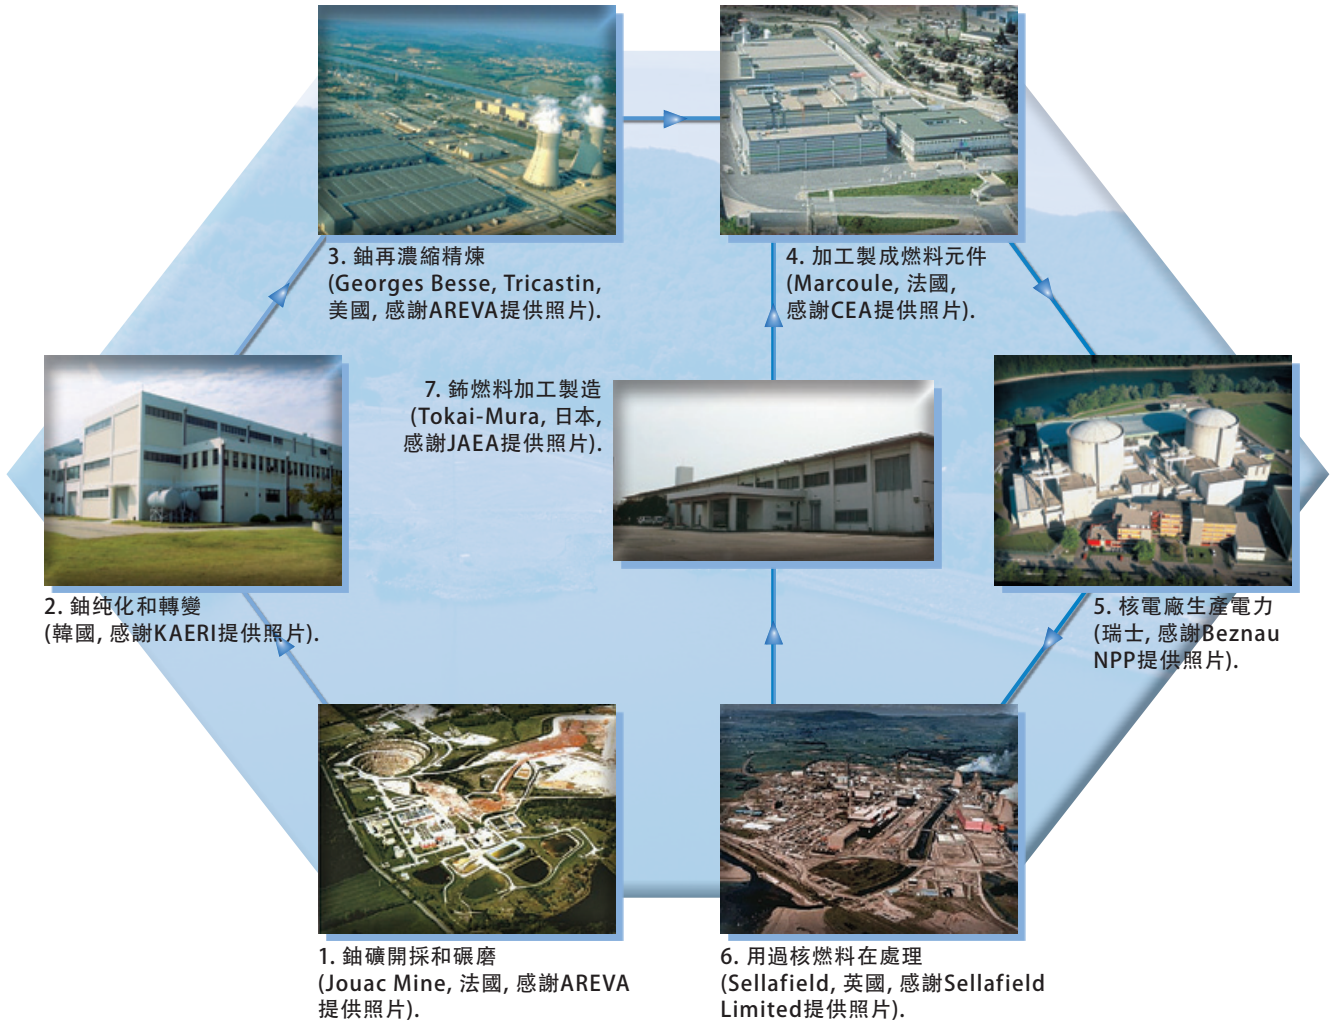 3. 鈾再濃縮精煉
(Georges Besse, Tricastin,
美國, 感謝AREVA提供照片).
4. 加工製成燃料元件
(Marcoule, 法國,
感謝CEA提供照片).
7. 鈽燃料加工製造
(Tokai-Mura, 日本,
感謝JAEA提供照片).
2. 鈾纯化和轉變
(韓國, 感謝KAERI提供照片).
5. 核電廠生產電力
(瑞士, 感謝Beznau
NPP提供照片).
1. 鈾礦開採和碾磨
(Jouac Mine, 法國, 感謝AREVA
提供照片).
6. 用過核燃料在處理
(Sellafield, 英國, 感謝Sellafield
Limited提供照片).